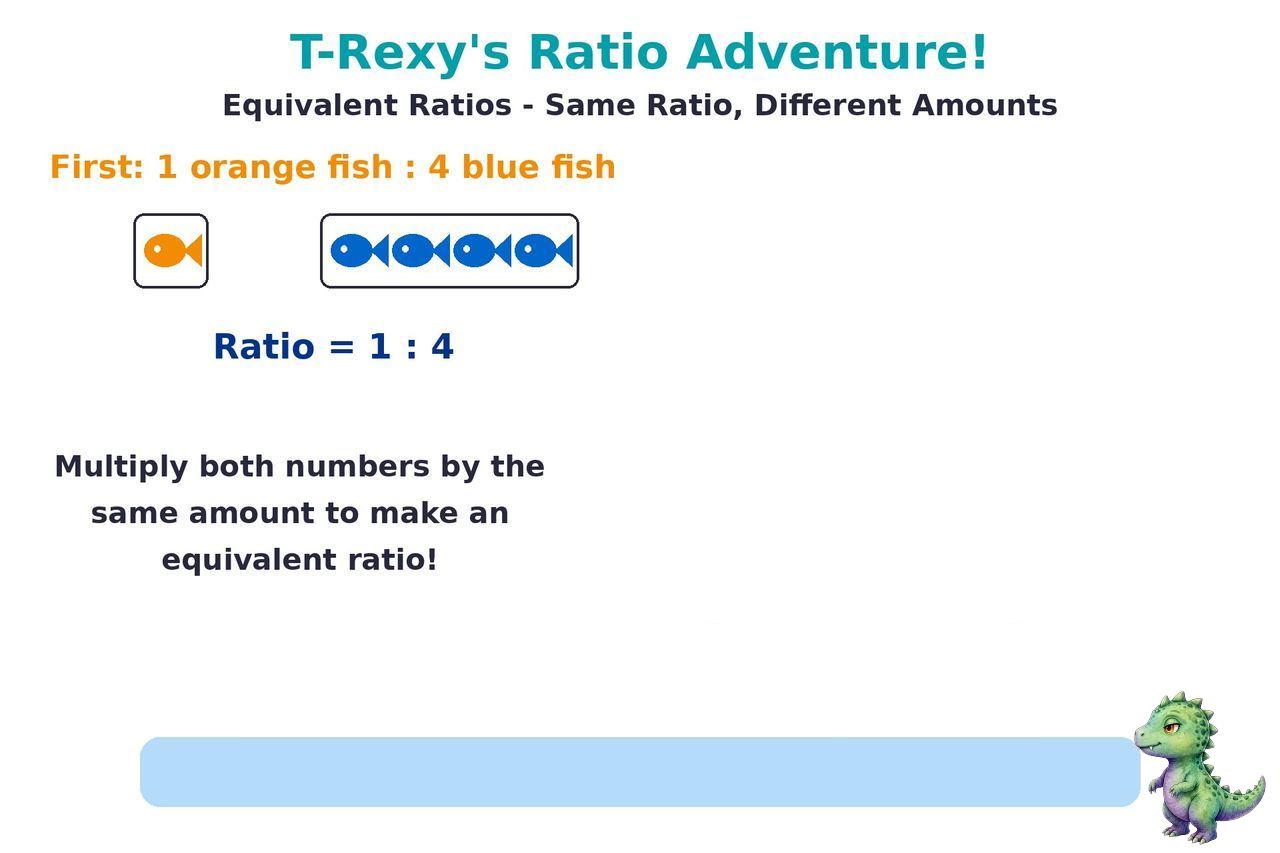 T-Rexy's Ratio Adventure!
Equivalent Ratios - Same Ratio, Different Amounts
First: 1 orange fish : 4 blue fish
Ratio = 1 : 4
Multiply both numbers by the
same amount to make an
equivalent ratio!